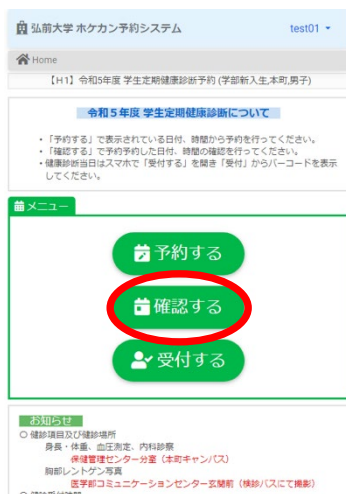 弘前大学 ホケカン予約システム test01
Home
【H1】令和5年度 学生定期健康診断予約 (学部新入生,本町,男子)
令和５年度 学生定期健康診断について
・「予約する」で表示されている日付、時間から予約を行ってください。
・「確認する」で予約予約した日付、時間の確認を行ってください。
・健康診断当日はスマホで「受付する」を開き「受付」からバーコードを表示
してください。
メニュー
予約する
確認する
受付する
お知らせ
〇 健診項目及び健診場所
身長・体重、血圧測定、内科診察
保健管理センター分室（本町キャンパス）
胸部レントゲン写真
医学部コミュニケーションセンター玄関前（検診バスにて撮影）
〇 健診受付時間